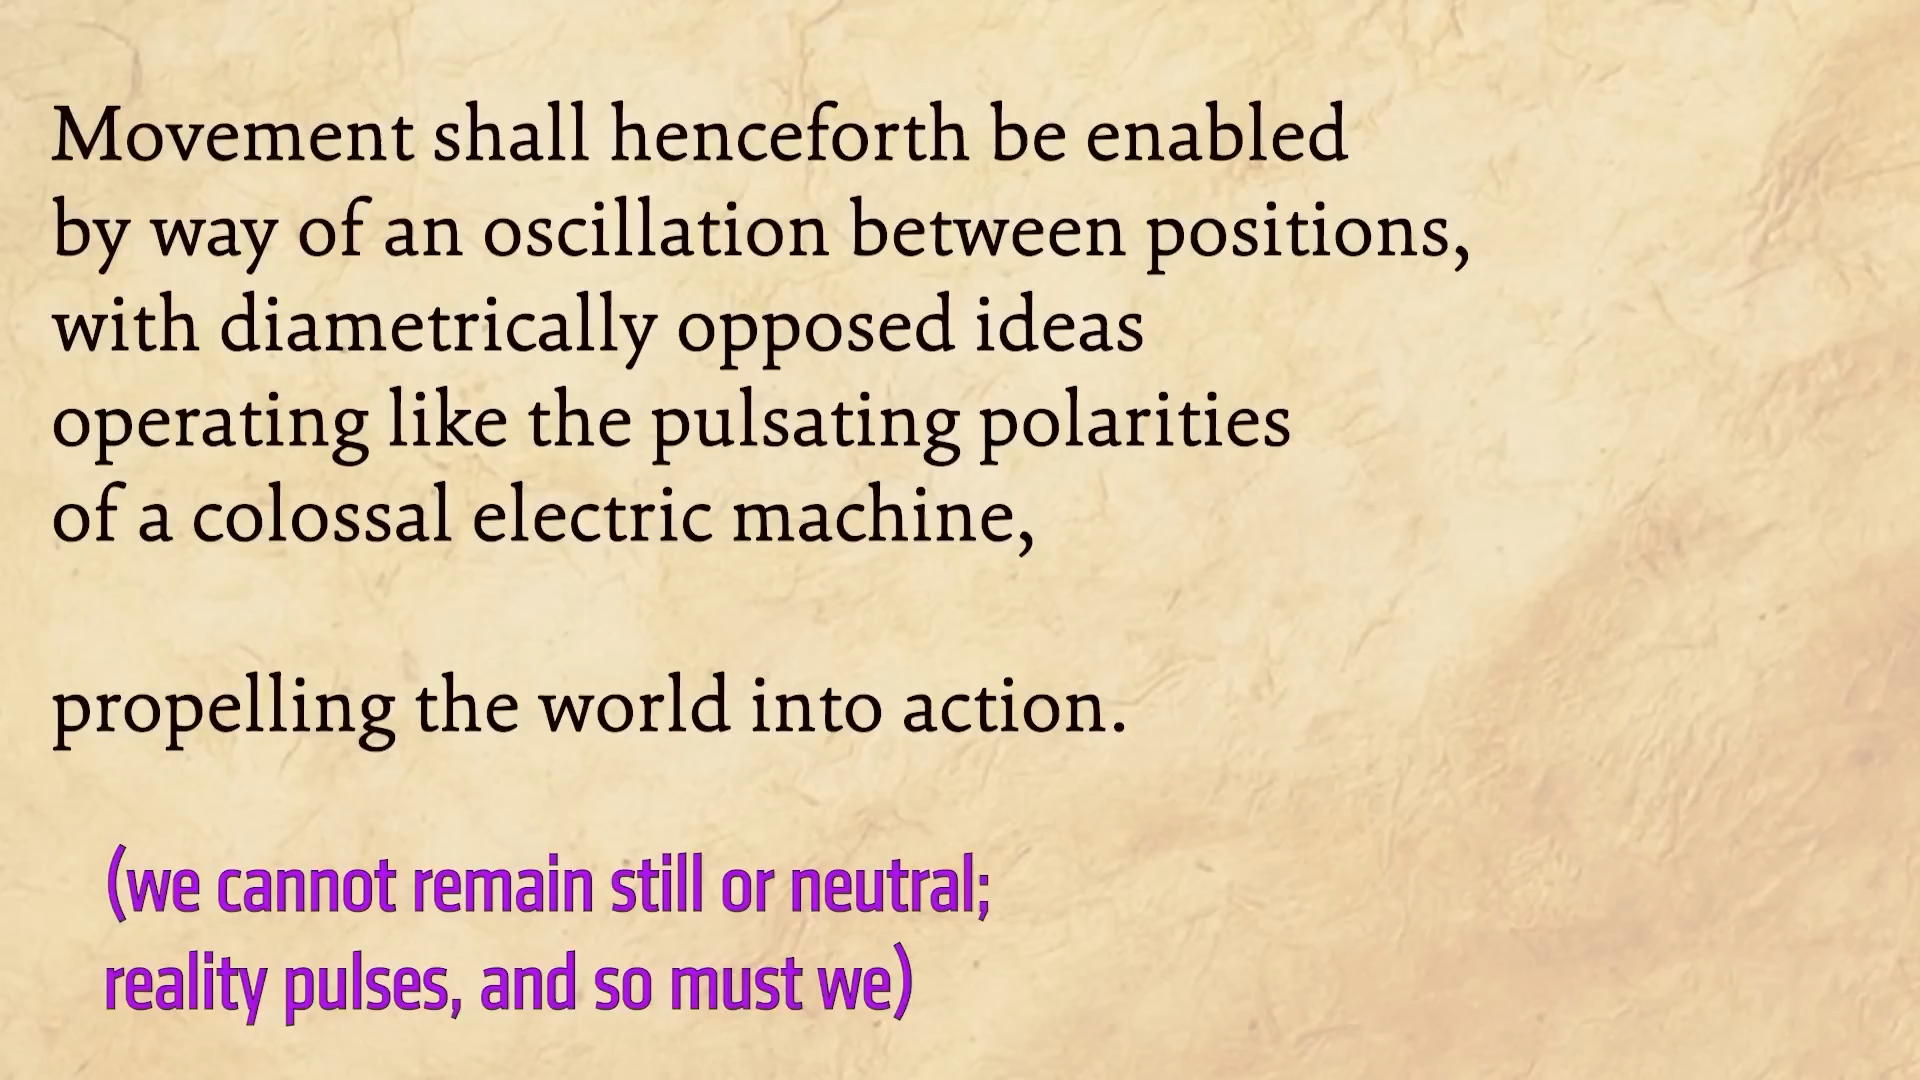 Movement shall henceforth be enabled
by way of an oscillation between positions,
with diametrically opposed ideas
operating like the pulsating polarities
of a colossal electric machine,
propelling the world into action.
(we cannot remain still or neutral;
reality pulses, and so must we)